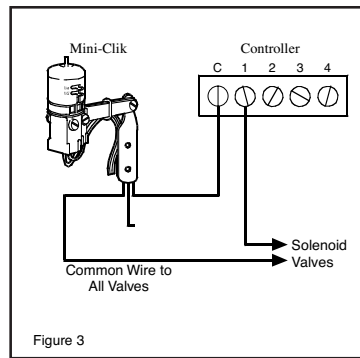 Mini-Clik
Controller
C 1 2 3 4
Solenoid
Valves
Common Wire to
All Valves
Figure 3